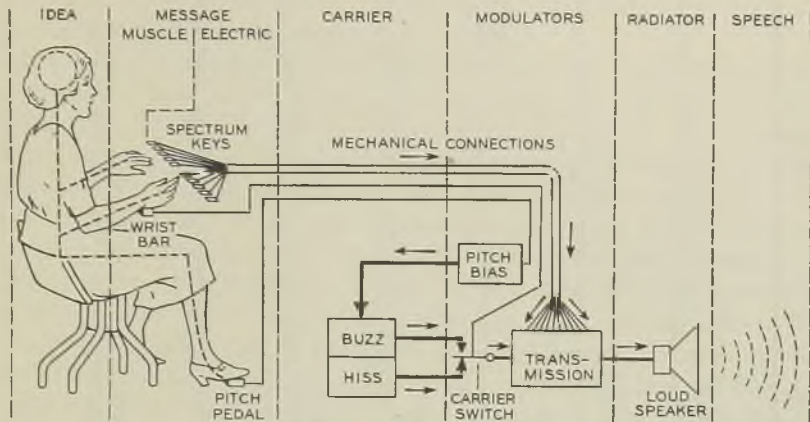 IDEA
MESSAGE
MUSCLE ELECTRIC
CARRIER
MODULATORS
RADIATOR
SPEECH
SPECTRUM
KEYS
MECHANICAL CONNECTIONS
WRIST
BAR
PITCH
BIAS
BUZZ
HISS
TRANS-
MISSION
PITCH
PEDAL
CARRIER
SWITCH
LOUD
SPEAKER